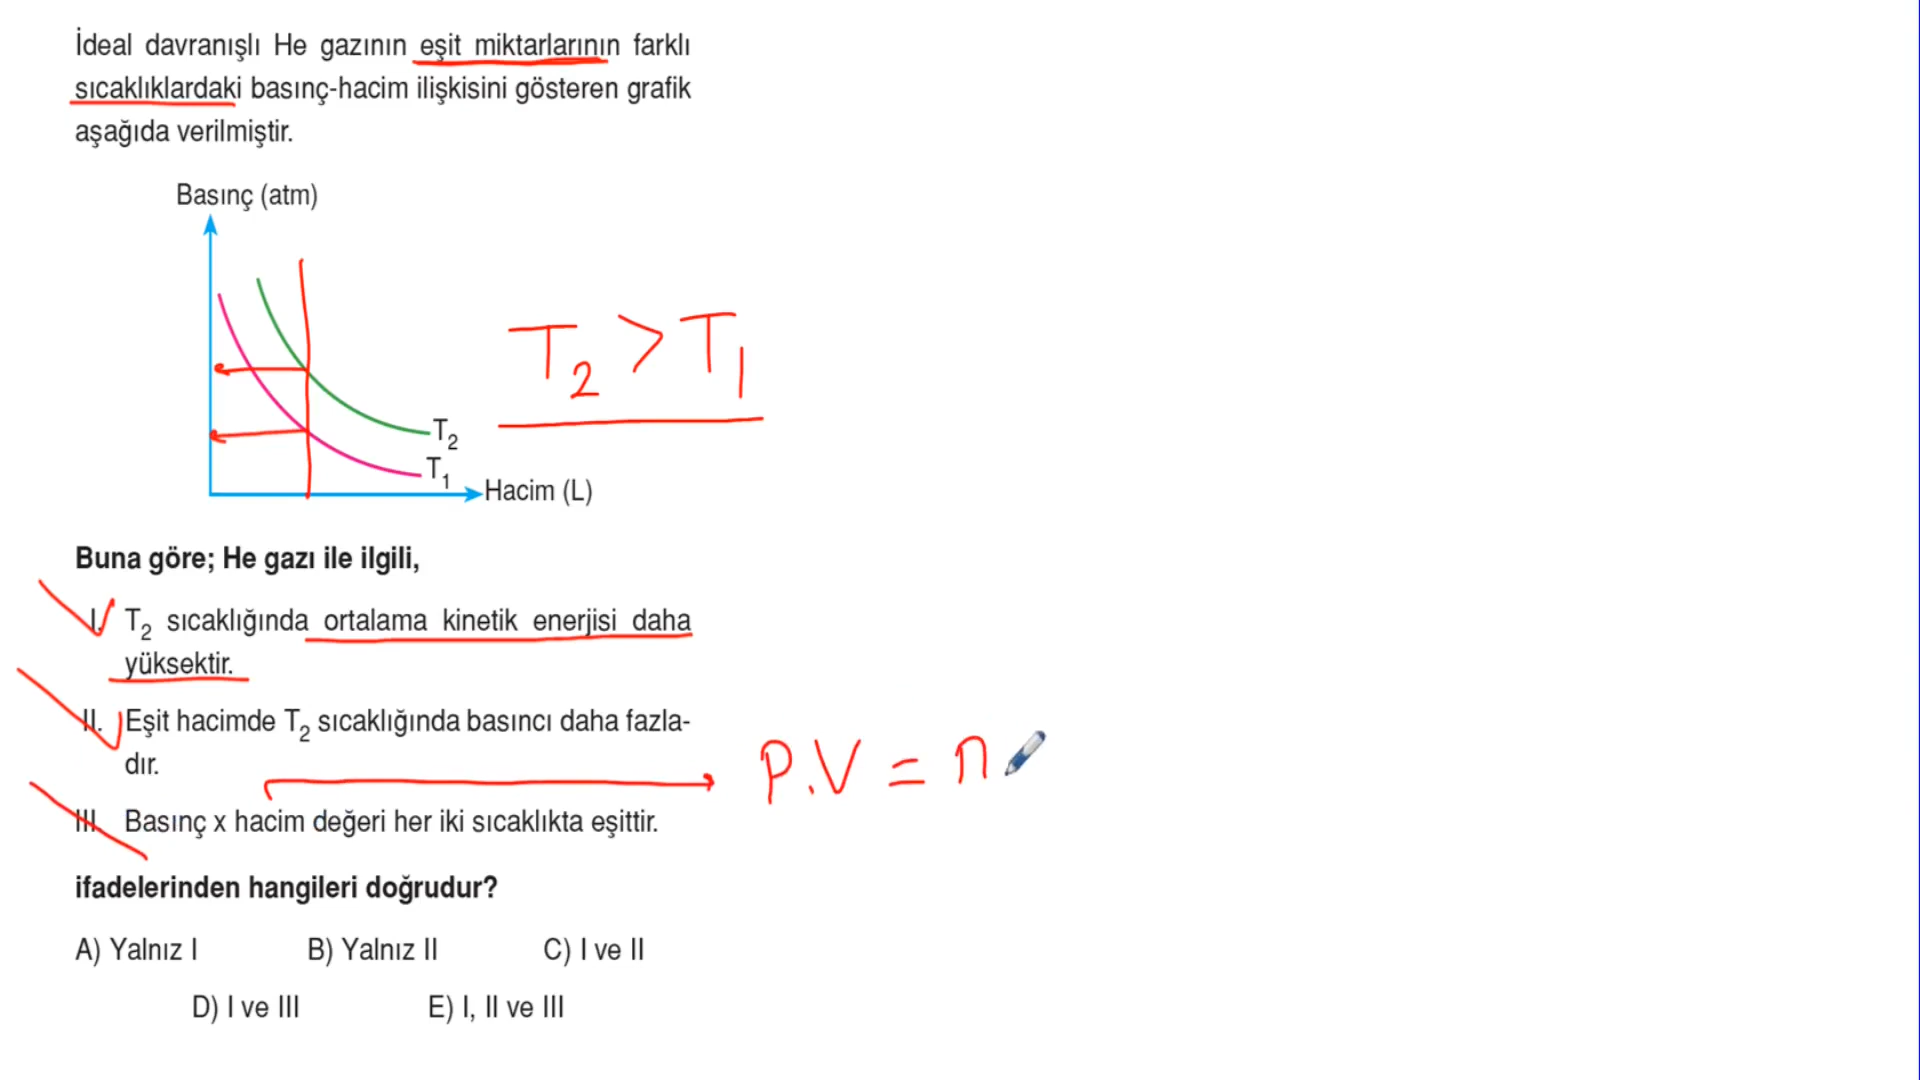 İdeal davranışlı He gazının eşit miktarlarının farklı
sıcaklıklardaki basınç-hacim ilişkisini gösteren grafik
aşağıda verilmiştir.
Basınç (atm)
T₂ > T₁
T₂
T₁
Hacim (L)
Buna göre; He gazı ile ilgili,
I. T₂ sıcaklığında ortalama kinetik enerjisi daha
yüksektir.
II. Eşit hacimde T₂ sıcaklığında basıncı daha fazla-
dır.
P.V = n
III. Basınç x hacim değeri her iki sıcaklıkta eşittir.
ifadelerinden hangileri doğrudur?
A) Yalnız I B) Yalnız II C) I ve II
D) I ve III E) I, II ve III